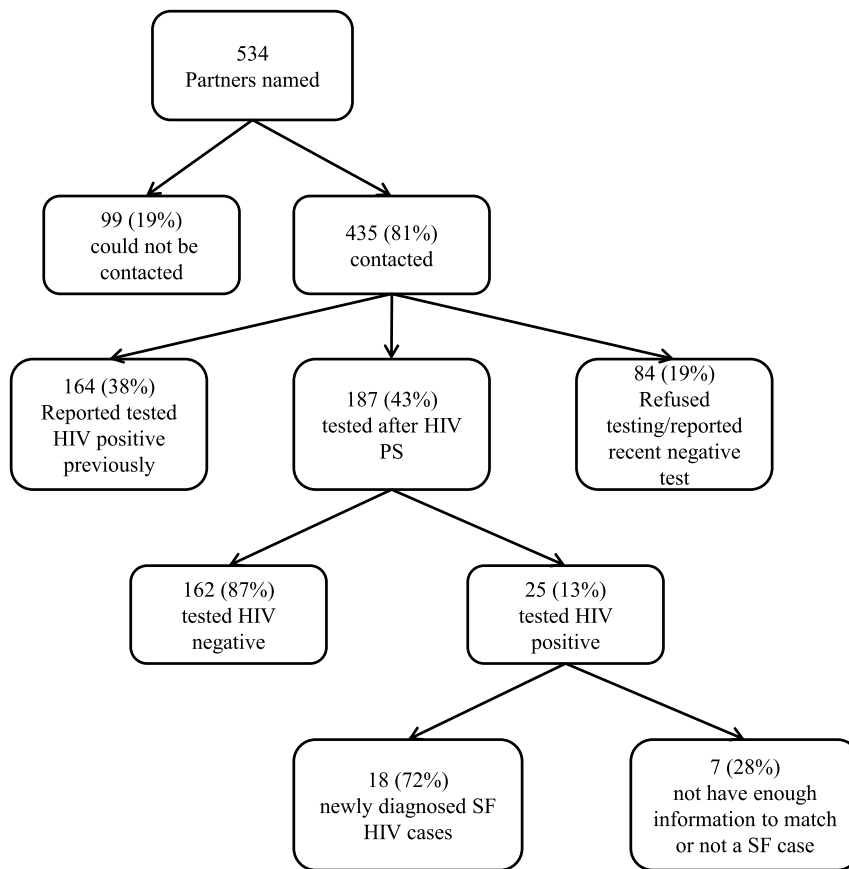 534
Partners named
99 (19%)
could not be
contacted
435 (81%)
contacted
164 (38%)
Reported tested
HIV positive
previously
187 (43%)
tested after HIV
PS
84 (19%)
Refused
testing/reported
recent negative
test
162 (87%)
tested HIV
negative
25 (13%)
tested HIV
positive
18 (72%)
newly diagnosed SF
HIV cases
7 (28%)
not have enough
information to match
or not a SF case